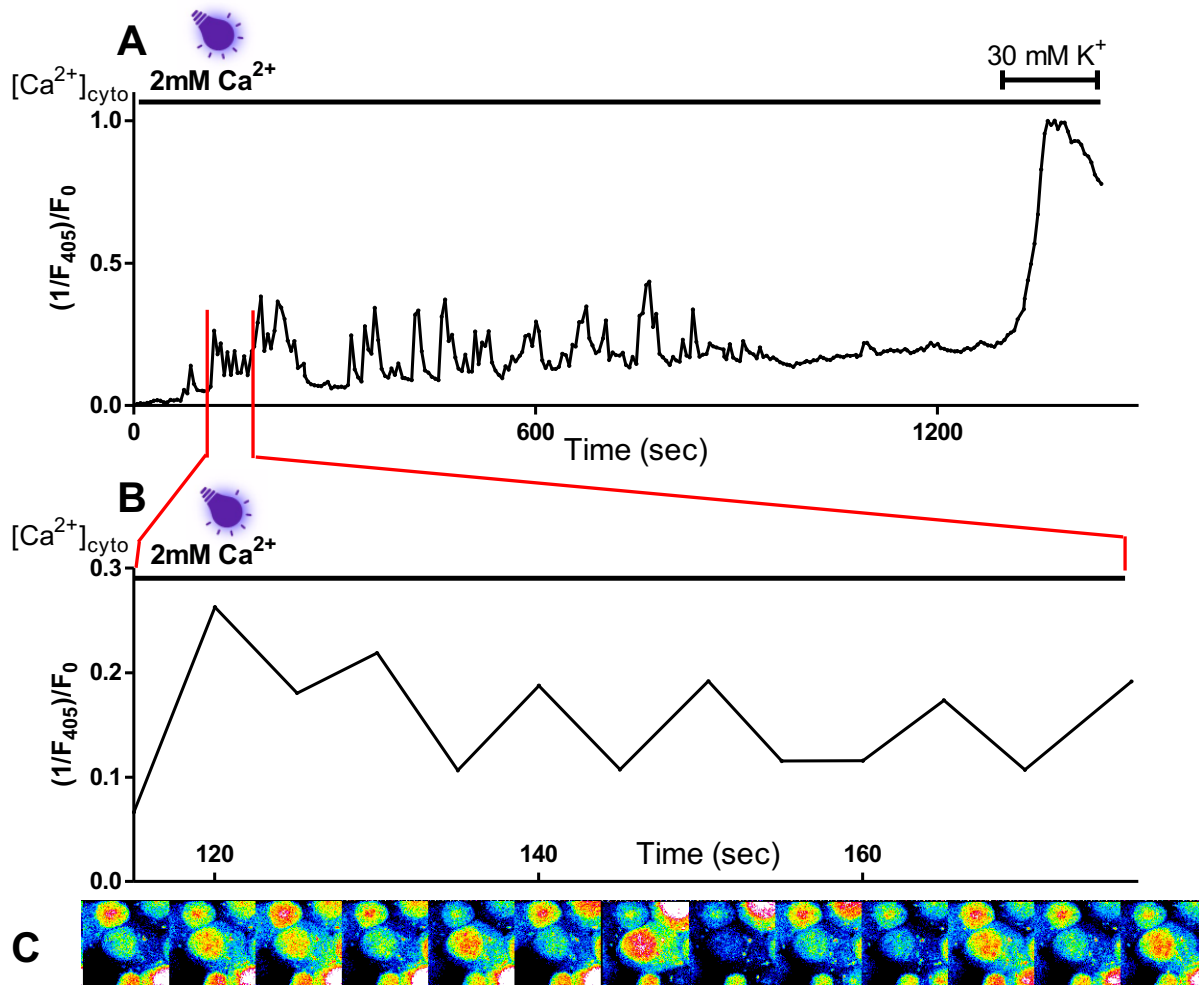 A
30 mM K⁺
2mM Ca²⁺
[Ca²⁺]cyto
1.0
0.5
0.0
(1/F₄₀₅)/F₀
0
600
1200
Time (sec)
B
[Ca²⁺]cyto
2mM Ca²⁺
0.3
0.2
0.1
0.0
(1/F₄₀₅)/F₀
120
140
160
Time (sec)
C